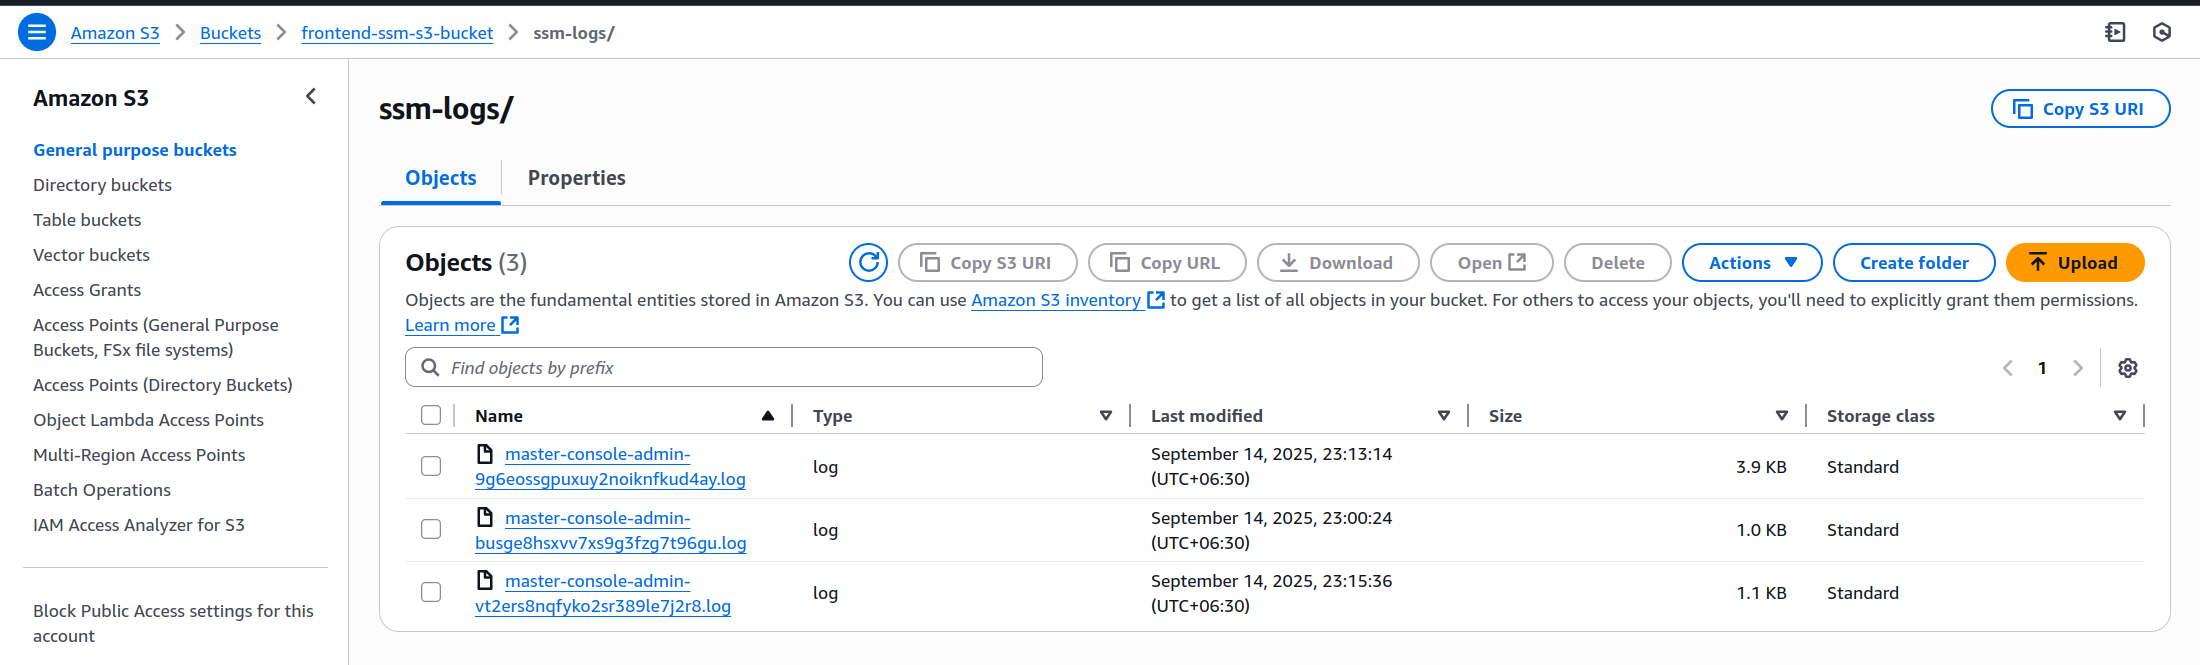 Amazon S3 > Buckets > frontend-ssm-s3-bucket > ssm-logs/
Amazon S3
General purpose buckets
Directory buckets
Table buckets
Vector buckets
Access Grants
Access Points (General Purpose
Buckets, FSx file systems)
Access Points (Directory Buckets)
Object Lambda Access Points
Multi-Region Access Points
Batch Operations
IAM Access Analyzer for S3
Block Public Access settings for this
account
ssm-logs/
Copy S3 URI
Objects
Properties
Objects (3)
Copy S3 URI
Copy URL
Download
Open
Delete
Actions
Create folder
Upload
Objects are the fundamental entities stored in Amazon S3. You can use Amazon S3 inventory to get a list of all objects in your bucket. For others to access your objects, you'll need to explicitly grant them permissions.
Learn more
Find objects by prefix
1
Name Type Last modified Size Storage class
master-console-admin-
9g6eossgpuxuy2noiknfkud4ay.log
log
September 14, 2025, 23:13:14
(UTC+06:30)
3.9 KB
Standard
master-console-admin-
busge8hsxvv7xs9g3fzg7t96gu.log
log
September 14, 2025, 23:00:24
(UTC+06:30)
1.0 KB
Standard
master-console-admin-
vt2ers8nqfyko2sr389le7j2r8.log
log
September 14, 2025, 23:15:36
(UTC+06:30)
1.1 KB
Standard